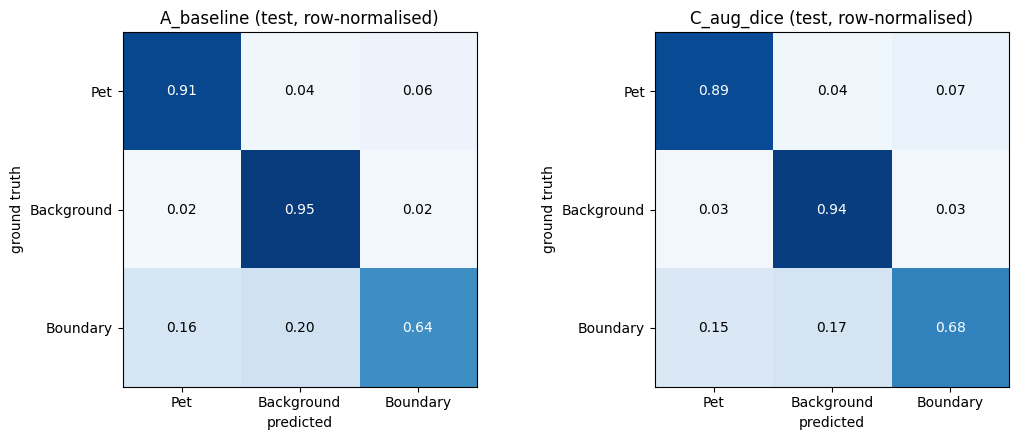 A_baseline (test, row-normalised)
Pet 0.91 0.04 0.06
Background 0.02 0.95 0.02
Boundary 0.16 0.20 0.64
Pet Background Boundary
predicted
ground truth
C_aug_dice (test, row-normalised)
Pet 0.89 0.04 0.07
Background 0.03 0.94 0.03
Boundary 0.15 0.17 0.68
Pet Background Boundary
predicted
ground truth